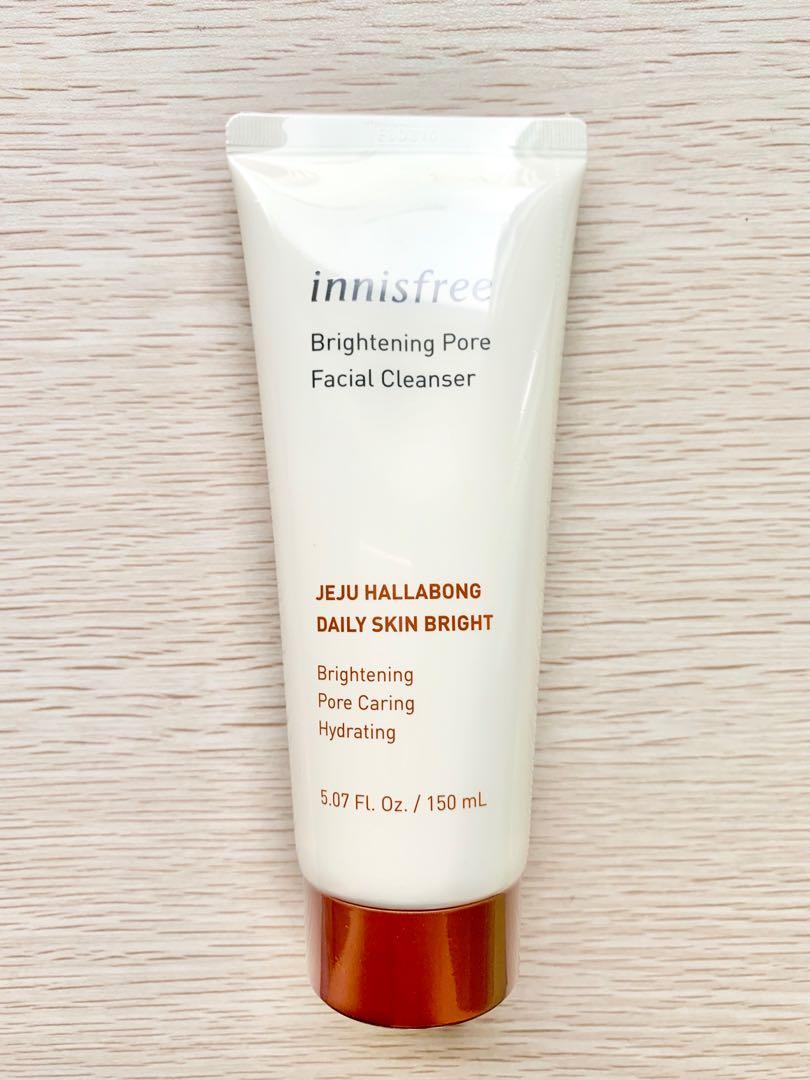 innisfree
Brightening Pore
Facial Cleanser
JEJU HALLABONG
DAILY SKIN BRIGHT
Brightening
Pore Caring
Hydrating
5.07 Fl. Oz. / 150 mL